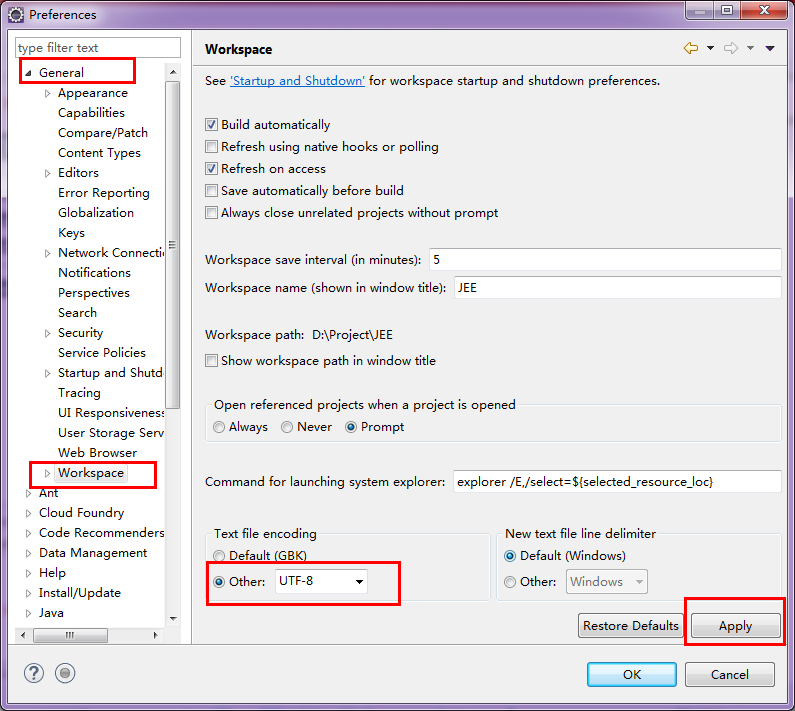 Preferences
type filter text
General
Appearance
Capabilities
Compare/Patch
Content Types
Editors
Error Reporting
Globalization
Keys
Network Connectic
Notifications
Perspectives
Search
Security
Service Policies
Startup and Shutd
Tracing
UI Responsiveness
User Storage Serv
Web Browser
Workspace
Ant
Cloud Foundry
Code Recommenders
Data Management
Help
Install/Update
Java
Workspace
See 'Startup and Shutdown' for workspace startup and shutdown preferences.
Build automatically
Refresh using native hooks or polling
Refresh on access
Save automatically before build
Always close unrelated projects without prompt
Workspace save interval (in minutes): 5
Workspace name (shown in window title): JEE
Workspace path: D:\Project\JEE
Show workspace path in window title
Open referenced projects when a project is opened
Always Never Prompt
Command for launching system explorer: explorer /E,/select=${selected_resource_loc}
Text file encoding
Default (GBK)
Other: UTF-8
New text file line delimiter
Default (Windows)
Other: Windows
Restore Defaults Apply
? OK Cancel